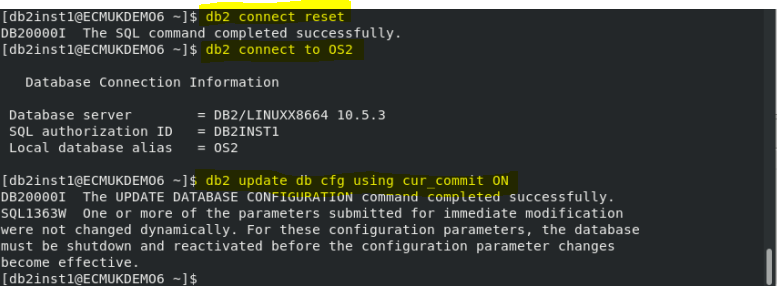 [db2inst1@ECMUKDEMO6 ~]$ db2 connect reset
DB20000I  The SQL command completed successfully.
[db2inst1@ECMUKDEMO6 ~]$ db2 connect to OS2
   Database Connection Information
 Database server        = DB2/LINUXX8664 10.5.3
 SQL authorization ID   = DB2INST1
 Local database alias   = OS2
[db2inst1@ECMUKDEMO6 ~]$ db2 update db cfg using cur_commit ON
DB20000I  The UPDATE DATABASE CONFIGURATION command completed successfully.
SQL1363W  One or more of the parameters submitted for immediate modification
were not changed dynamically. For these configuration parameters, the database
must be shutdown and reactivated before the configuration parameter changes
become effective.
[db2inst1@ECMUKDEMO6 ~]$